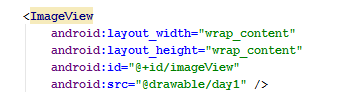 <ImageView
android:layout_width="wrap_content"
android:layout_height="wrap_content"
android:id="@+id/imageView"
android:src="@drawable/day1" />